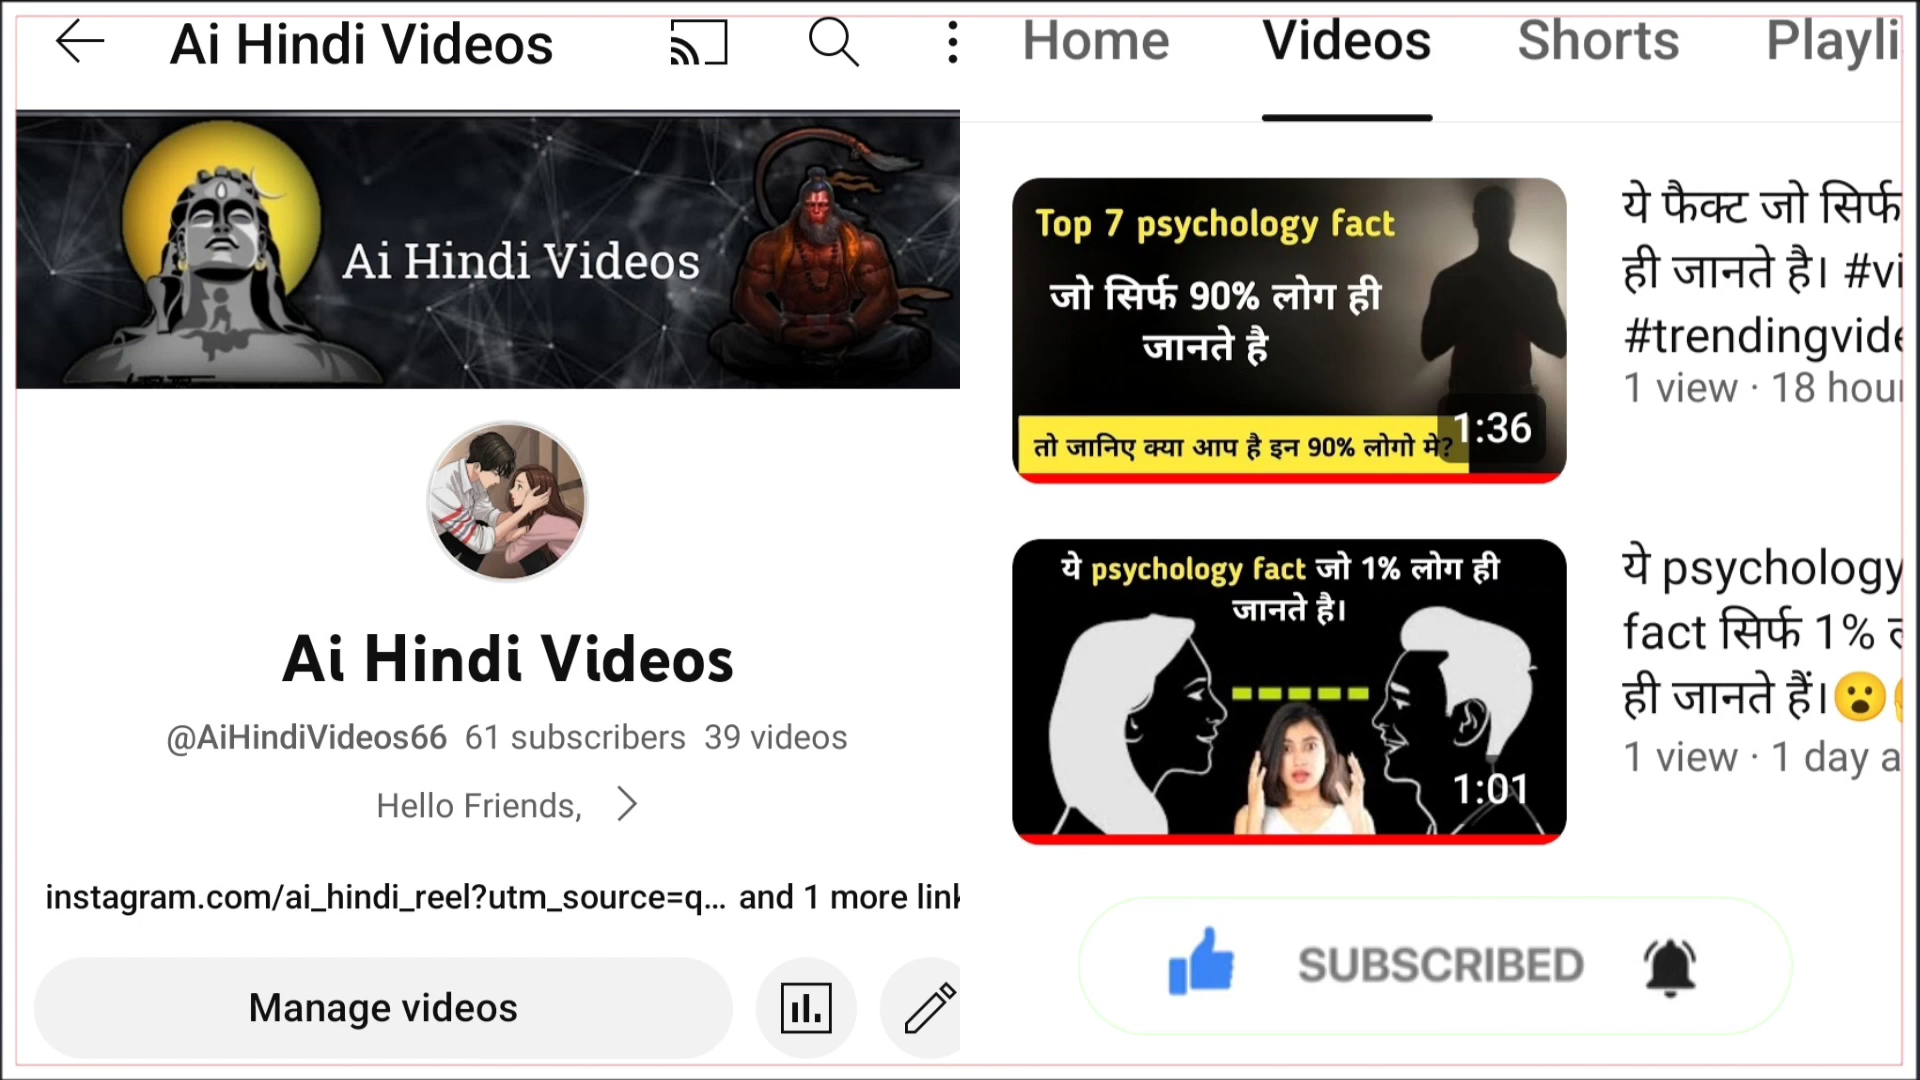 Ai Hindi Videos
Ai Hindi Videos
Ai Hindi Videos
@AiHindiVideos66 61 subscribers 39 videos
Hello Friends,
instagram.com/ai_hindi_reel?utm_source=q... and 1 more link
Manage videos
Home Videos Shorts Playli
Top 7 psychology fact
जो सिर्फ 90% लोग ही
जानते है
तो जानिए क्या आप है इन 90% लोगो मे?
1:36
ये फैक्ट जो सिर्फ
ही जानते है। #vi
#trendingvide
1 view · 18 hour
ये psychology fact जो 1% लोग ही
जानते है।
1:01
ये psychology
fact सिर्फ 1%
ही जानते हैं।😮
1 view · 1 day a
SUBSCRIBED